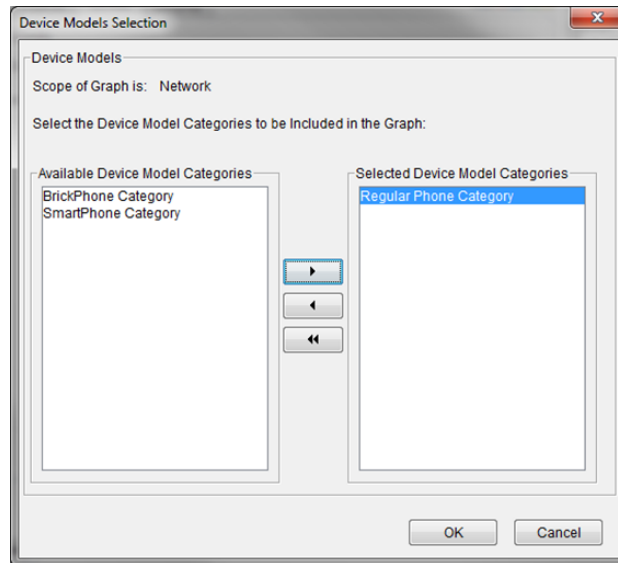 Device Models Selection
Device Models
Scope of Graph is: Network
Select the Device Model Categories to be Included in the Graph:
Available Device Model Categories
BrickPhone Category
SmartPhone Category
Selected Device Model Categories
Regular Phone Category
OK
Cancel